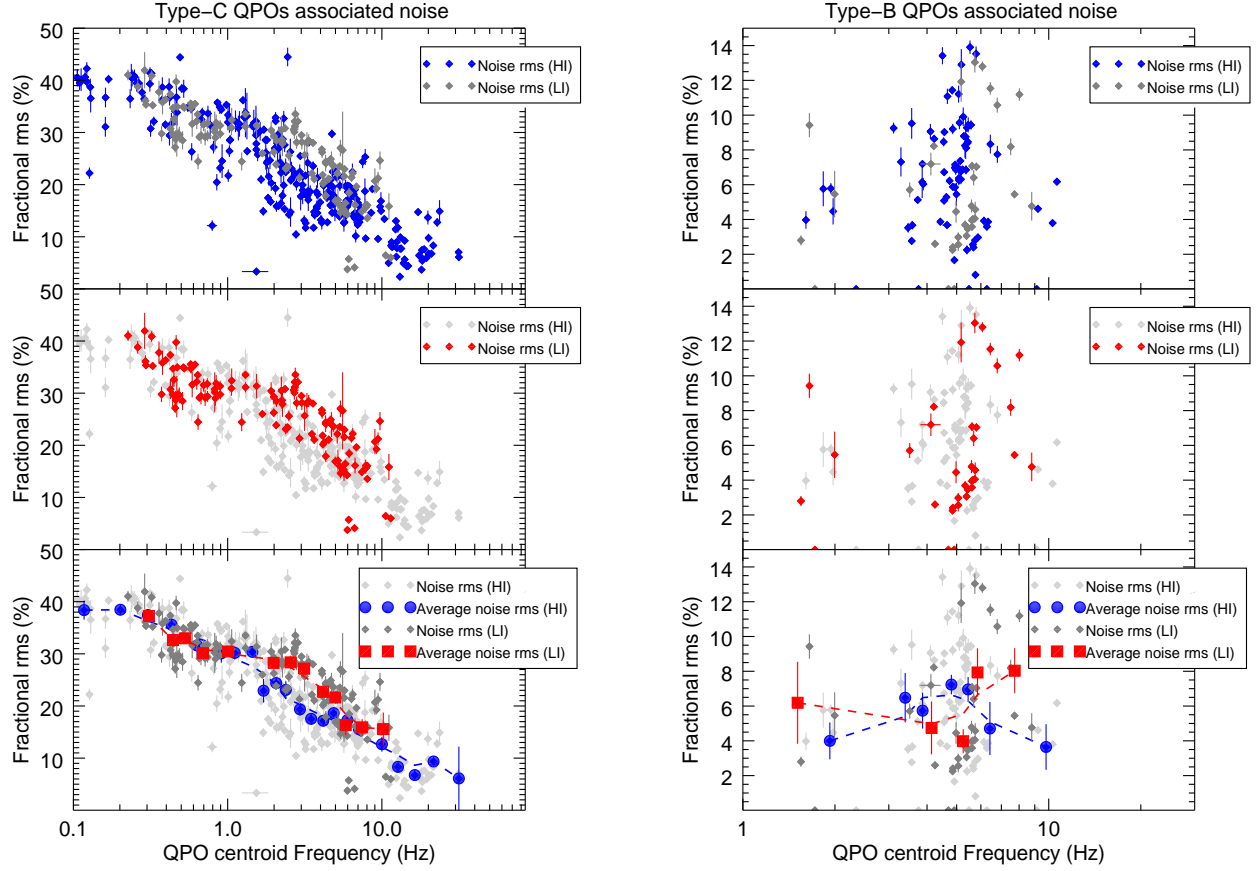 Type-C QPOs associated noise
Type-B QPOs associated noise
Fractional rms (%)
50
40
30
20
10
50
Noise rms (HI)
Noise rms (LI)
Fractional rms (%)
14
12
10
8
6
4
2
Noise rms (HI)
Noise rms (LI)
Fractional rms (%)
40
30
20
10
50
Noise rms (HI)
Noise rms (LI)
Fractional rms (%)
14
12
10
8
6
4
2
Noise rms (HI)
Noise rms (LI)
Fractional rms (%)
40
30
20
10
Noise rms (HI)
Average noise rms (HI)
Noise rms (LI)
Average noise rms (LI)
0.1
1.0
10.0
QPO centroid Frequency (Hz)
Fractional rms (%)
14
12
10
8
6
4
2
Noise rms (HI)
Average noise rms (HI)
Noise rms (LI)
Average noise rms (LI)
1
10
QPO centroid Frequency (Hz)